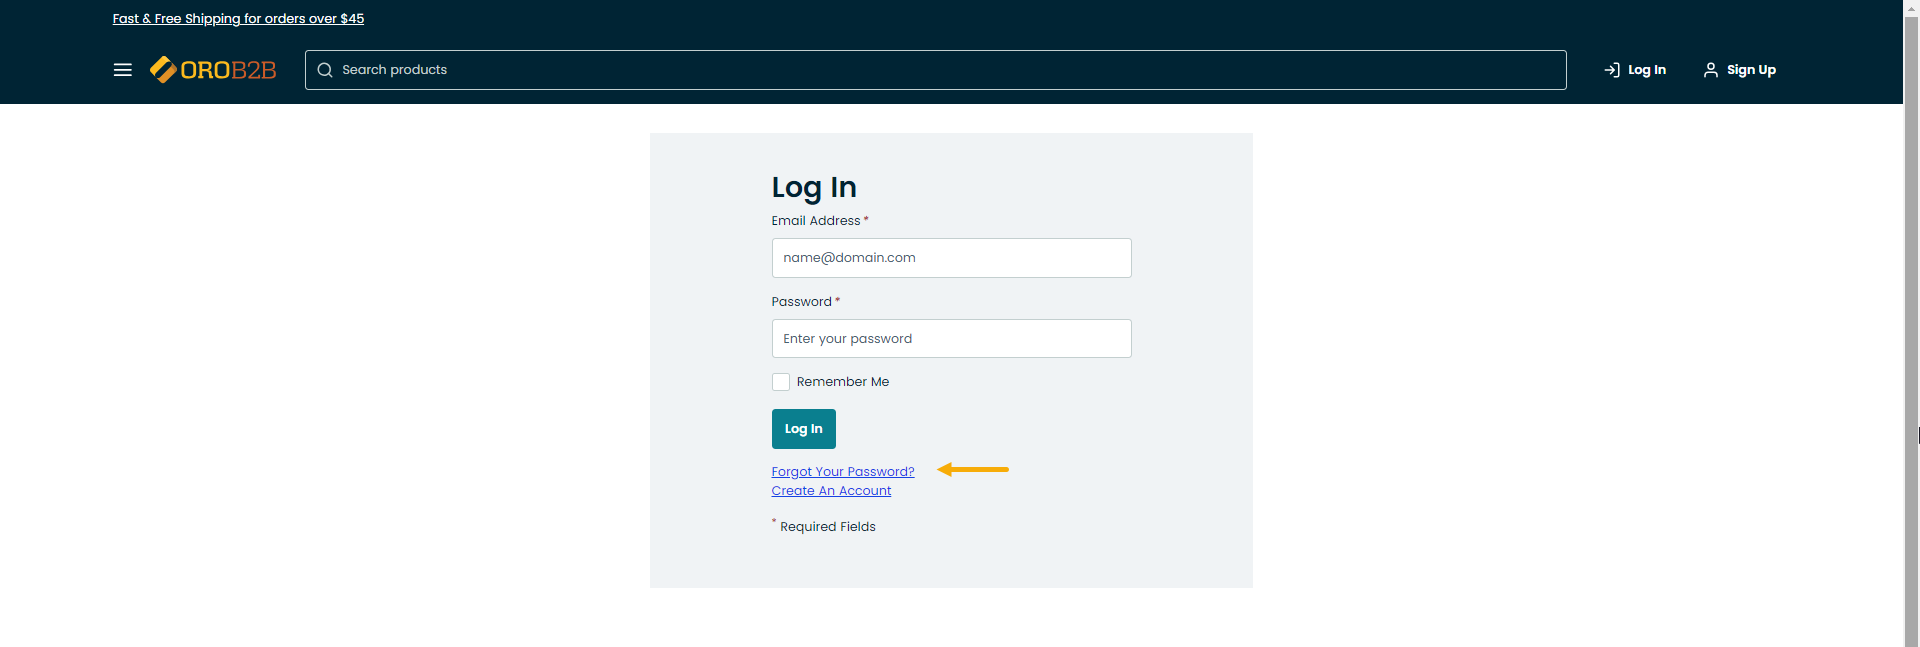 Fast & Free Shipping for orders over $45
OROB2B
Search products
Log In
Sign Up
Log In
Email Address *
name@domain.com
Password *
Enter your password
Remember Me
Log In
Forgot Your Password?
Create An Account
* Required Fields